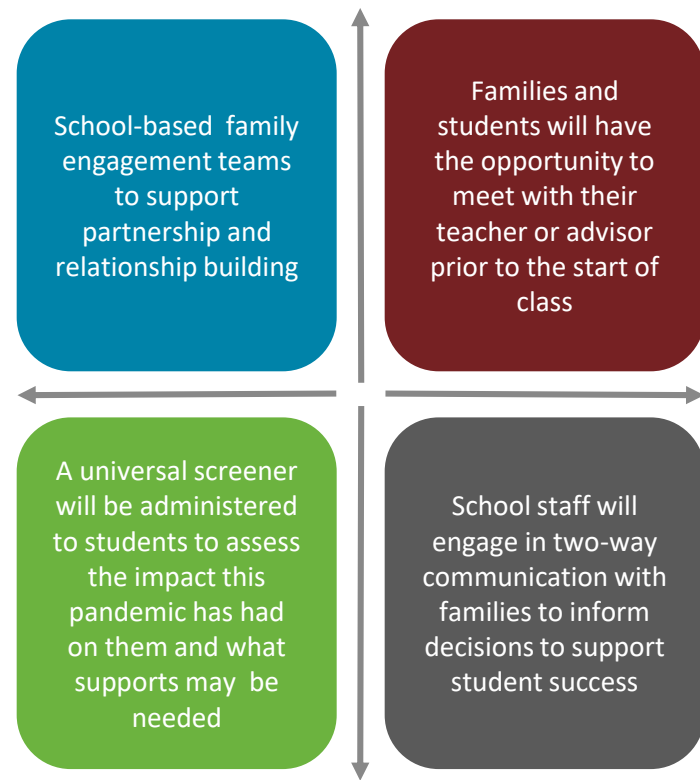 School-based  family
engagement teams
to support
partnership and
relationship building
Families and
students will have
the opportunity to
meet with their
teacher or advisor
prior to the start of
class
A universal screener
will be administered
to students to assess
the impact this
pandemic has had
on them and what
supports may  be
needed
School staff will
engage in two-way
communication with
families to inform
decisions to support
student success